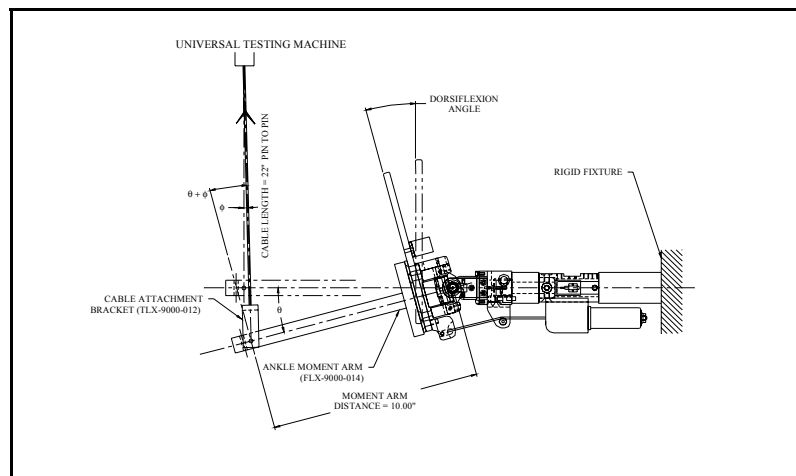 UNIVERSAL TESTING MACHINE
DORSIFLEXION
ANGLE
CABLE LENGTH = 22" PIN TO PIN
RIGID FIXTURE
θ + ϕ
ϕ
CABLE ATTACHMENT
BRACKET (TLX-9000-012)
θ
ANKLE MOMENT ARM
(FLX-9000-014)
MOMENT ARM
DISTANCE = 10.00"